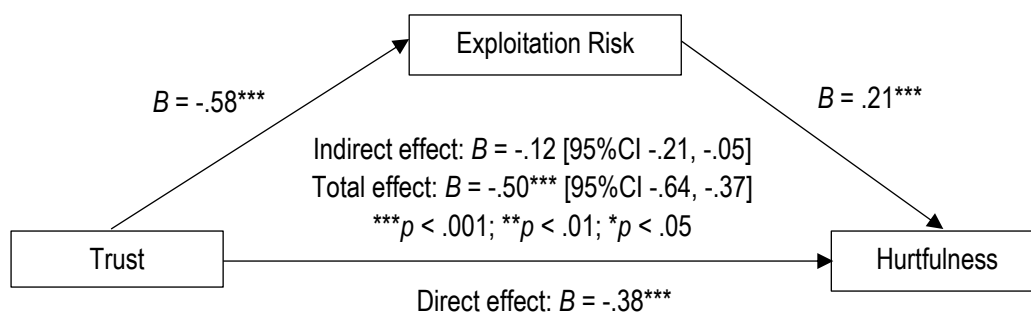 Exploitation Risk
B = -.58***
B = .21***
Indirect effect: B = -.12 [95%CI -.21, -.05]
Total effect: B = -.50*** [95%CI -.64, -.37]
***p < .001; **p < .01; *p < .05
Trust
Hurtfulness
Direct effect: B = -.38***